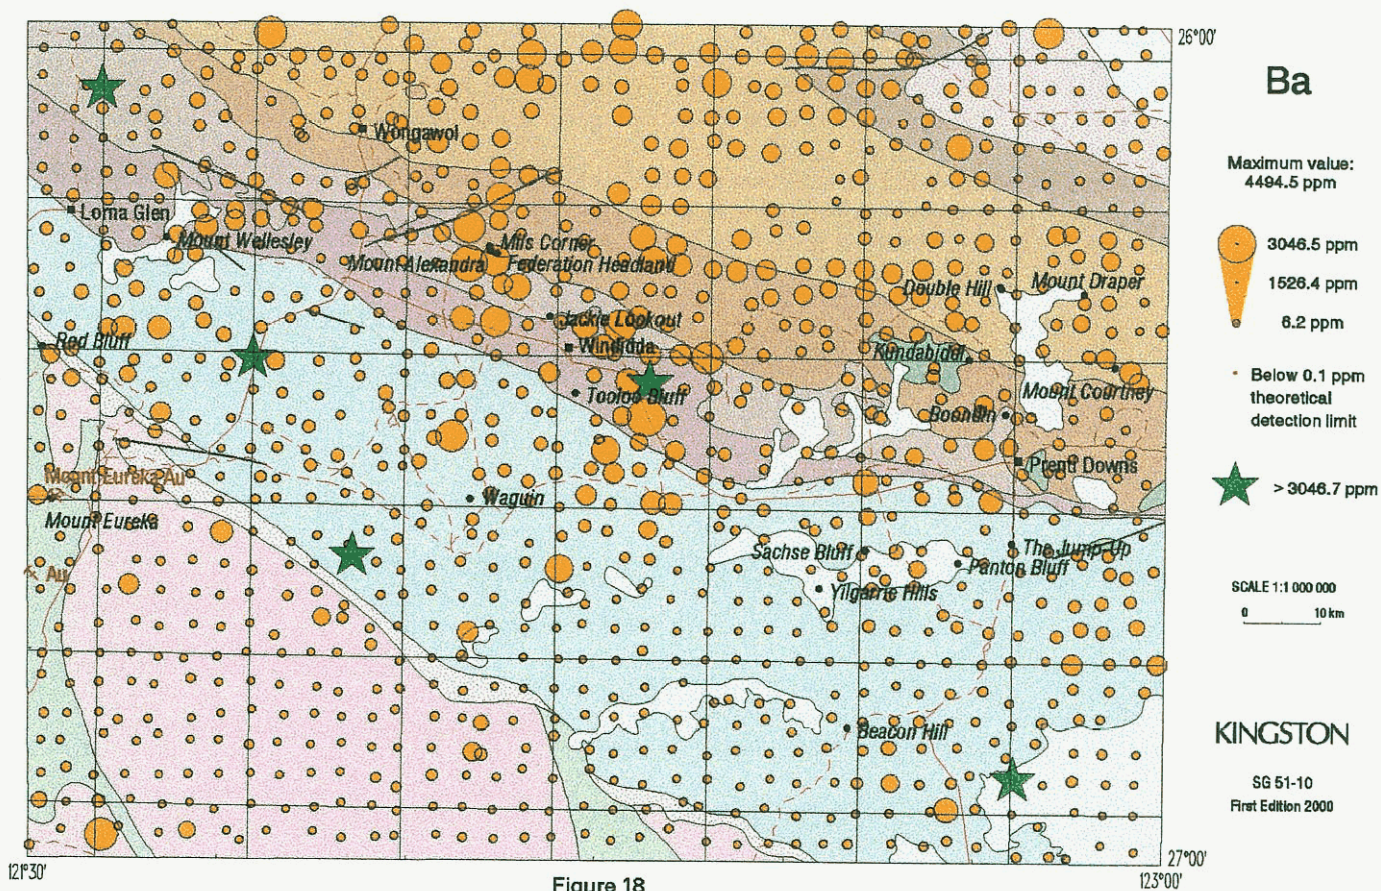 26°00'
Ba
Maximum value:
4494.5 ppm
3046.5 ppm
1526.4 ppm
6.2 ppm
Below 0.1 ppm
theoretical
detection limit
> 3046.7 ppm
SCALE 1:1 000 000
0 10 km
KINGSTON
SG 51-10
First Edition 2000
Wongawol
Lorna Glen
Mount Wellesley
Mils Corner
Mount Alexandra
Federation Headland
Double Hill
Mount Draper
Jackie Lookout
Red Bluff
Windidda
Kundabiddi
Tooloo Bluff
Mount Courtney
Boondin
Prenti Downs
Mount Eureka Au
Waguin
Mount Eureka
Sachse Bluff
The Jump-Up
Panton Bluff
Au
Yilgarrie Hills
Beacon Hill
27°00'
121°30'
123°00'
Figure 18